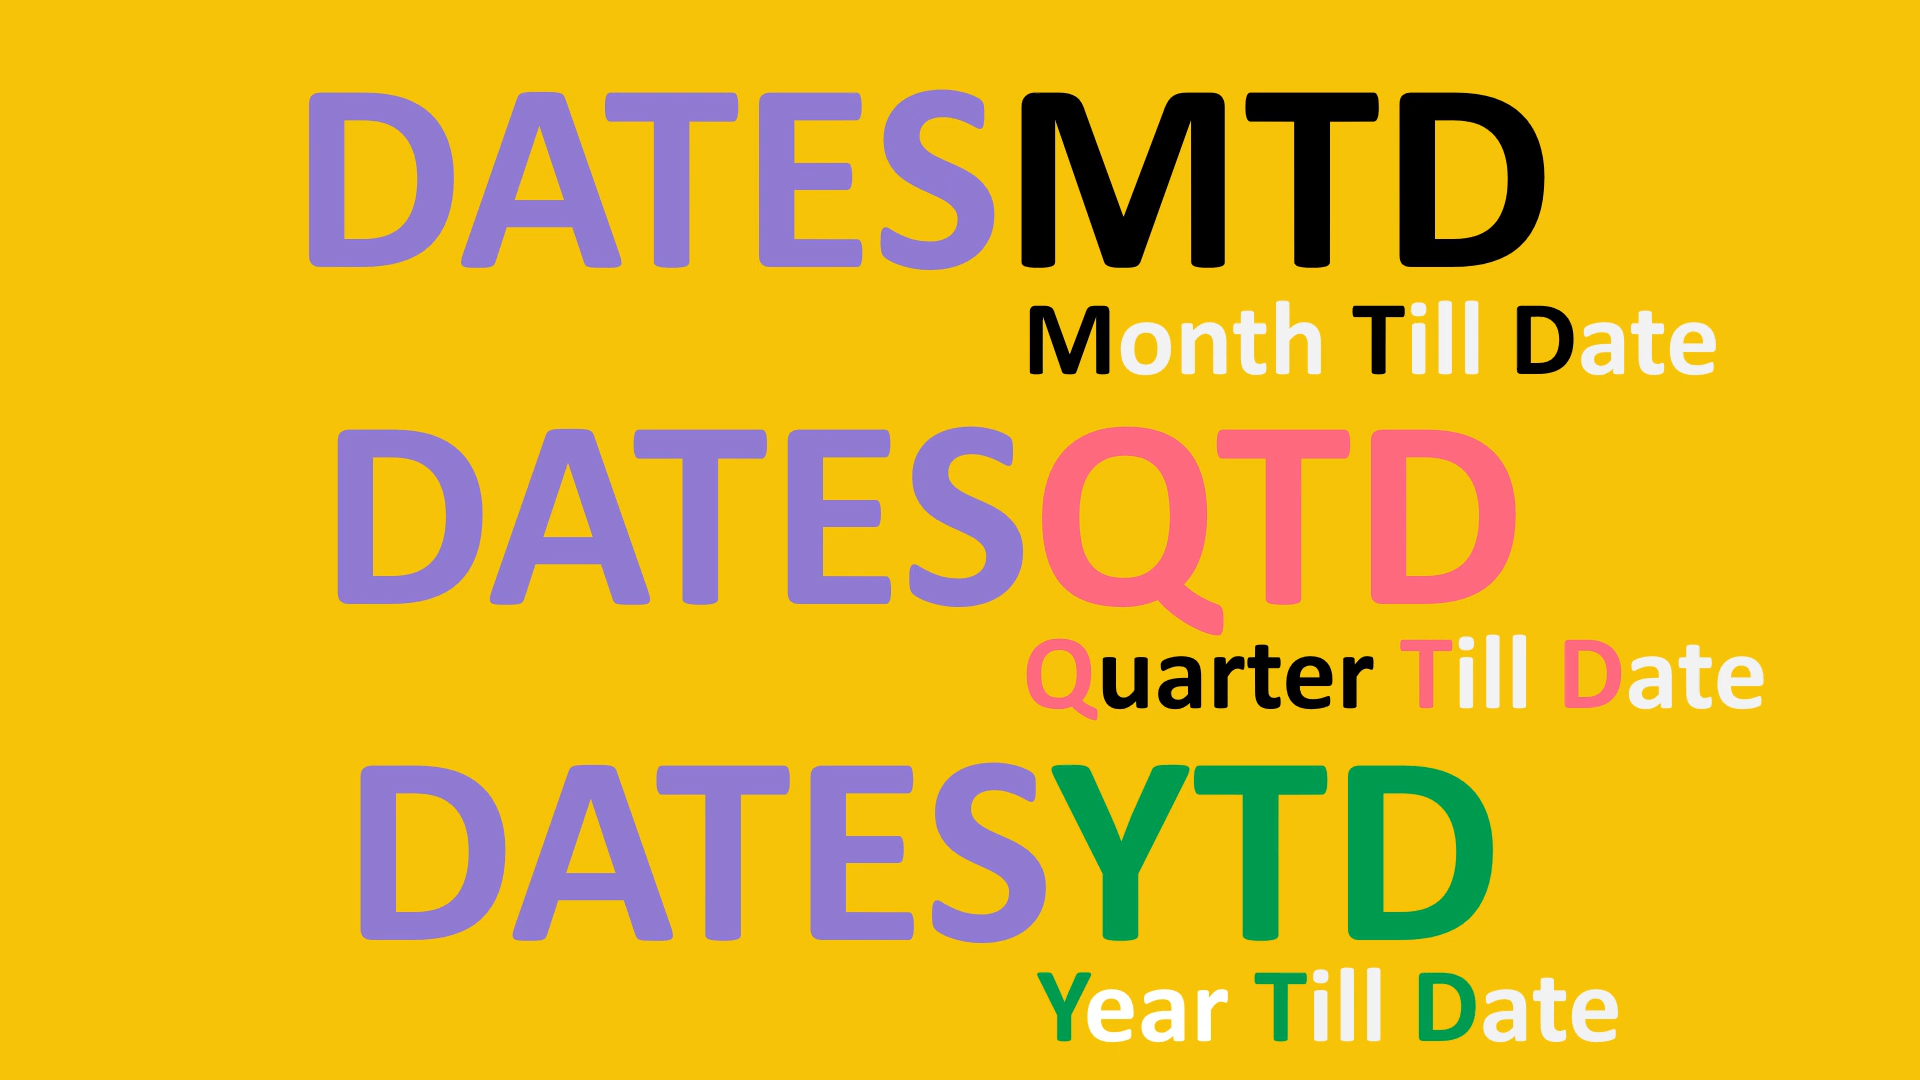 DATESMTD
Month Till Date
DATESQTD
Quarter Till Date
DATESYTD
Year Till Date